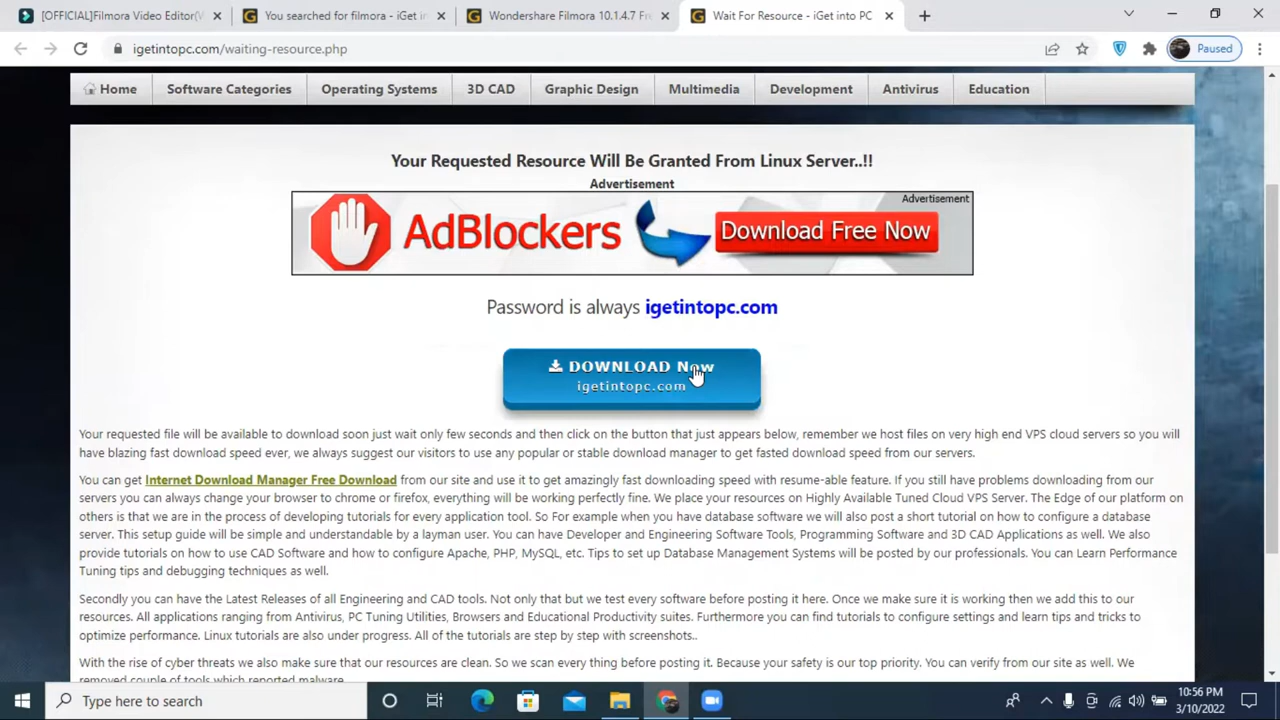 [OFFICIAL]Filmora Video Editor(W
You searched for filmora - iGet in
Wondershare Filmora 10.1.4.7 Fre
Wait For Resource - iGet into PC
igetintopc.com/waiting-resource.php
Paused
Home
Software Categories
Operating Systems
3D CAD
Graphic Design
Multimedia
Development
Antivirus
Education
Your Requested Resource Will Be Granted From Linux Server..!!
Advertisement
Advertisement
AdBlockers
Download Free Now
Password is always igetintopc.com
DOWNLOAD Now
igetintopc.com
Your requested file will be available to download soon just wait only few seconds and then click on the button that just appears below, remember we host files on very high end VPS cloud servers so you will
have blazing fast download speed ever, we always suggest our visitors to use any popular or stable download manager to get fasted download speed from our servers.
You can get Internet Download Manager Free Download from our site and use it to get amazingly fast downloading speed with resume-able feature. If you still have problems downloading from our
servers you can always change your browser to chrome or firefox, everything will be working perfectly fine. We place your resources on Highly Available Tuned Cloud VPS Server. The Edge of our platform on
others is that we are in the process of developing tutorials for every application tool. So For example when you have database software we will also post a short tutorial on how to configure a database
server. This setup guide will be simple and understandable by a layman user. You can have Developer and Engineering Software Tools, Programming Software and 3D CAD Applications as well. We also
provide tutorials on how to use CAD Software and how to configure Apache, PHP, MySQL, etc. Tips to set up Database Management Systems will be posted by our professionals. You can Learn Performance
Tuning tips and debugging techniques as well.
Secondly you can have the Latest Releases of all Engineering and CAD tools. Not only that but we test every software before posting it here. Once we make sure it is working then we add this to our
resources. All applications ranging from Antivirus, PC Tuning Utilities, Browsers and Educational Productivity suites. Furthermore you can find tutorials to configure settings and learn tips and tricks to
optimize performance. Linux tutorials are also under progress. All of the tutorials are step by step with screenshots..
With the rise of cyber threats we also make sure that our resources are clean. So we scan every thing before posting it. Because your safety is our top priority. You can verify from our site as well. We
removed couple of tools which reported malware.
Type here to search
10:56 PM
3/10/2022